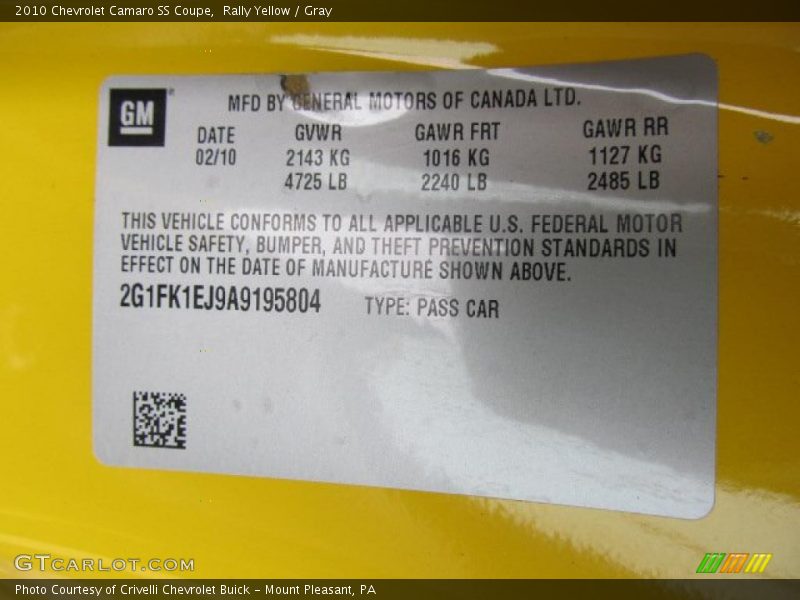 2010 Chevrolet Camaro SS Coupe, Rally Yellow / Gray
GM
MFD BY GENERAL MOTORS OF CANADA LTD.
DATE GVWR GAWR FRT GAWR RR
02/10 2143 KG 1016 KG 1127 KG
4725 LB 2240 LB 2485 LB
THIS VEHICLE CONFORMS TO ALL APPLICABLE U.S. FEDERAL MOTOR
VEHICLE SAFETY, BUMPER, AND THEFT PREVENTION STANDARDS IN
EFFECT ON THE DATE OF MANUFACTURE SHOWN ABOVE.
2G1FK1EJ9A9195804 TYPE: PASS CAR
GTCARLOT.COM
Photo Courtesy of Crivelli Chevrolet Buick - Mount Pleasant, PA